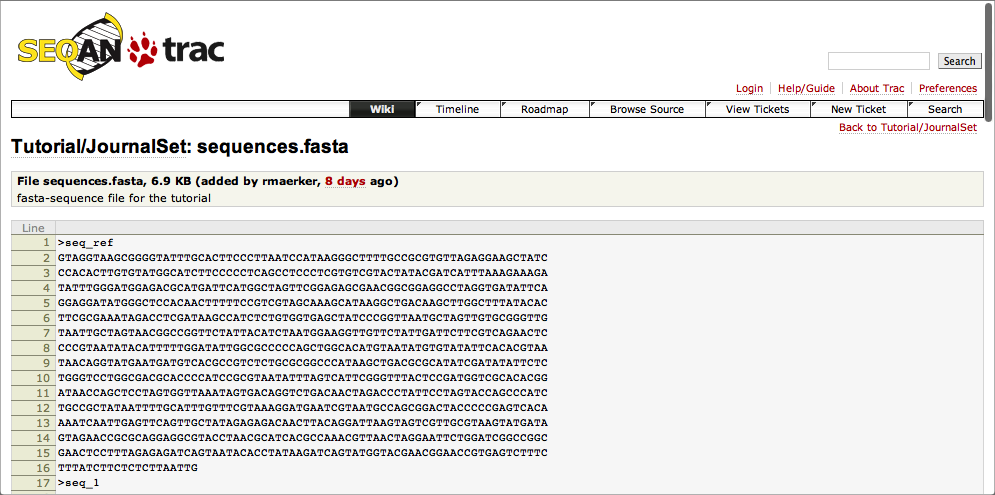 SEQAN trac
Search
Login Help/Guide About Trac Preferences
Wiki Timeline Roadmap Browse Source View Tickets New Ticket Search
Back to Tutorial/JournalSet
Tutorial/JournalSet: sequences.fasta
File sequences.fasta, 6.9 KB (added by rmaerker, 8 days ago)
fasta-sequence file for the tutorial
Line
1 >seq_ref
2 GTAGGTAAGCGGGGTATTTGCACTTCCCTTAATCCATAAGGGCTTTTGCCGCGTGTTAGAGGAAGCTATC
3 CCACACTTGTGTATGGCATCTTCCCCCTCAGCCTCCCTCGTGTCGTACTATACGATCATTTAAAGAAAGA
4 TATTTGGGATGGAGACGCATGATTCATGGCTAGTTCGGAGAGCGAACGGCGGAGGCCTAGGTGATATTCA
5 GGAGGATATGGGCTCCACAACTTTTTCCGTCGTAGCAAAGCATAAGGCTGACAAGCTTGGCTTTATACAC
6 TTCGCGAAATAGACCTCGATAAGCCATCTCTGTGGTGAGCTATCCCGGTTAATGCTAGTTGTGCGGGTTG
7 TAATTGCTAGTAACGGCCGGTTCTATTACATCTAATGGAAGGTTGTTCTATTGATTCTTCGTCAGAACTC
8 CCCGTAATATACATTTTTGGATATTGGCGCCCCCAGCTGGCACATGTAATATGTGTATATTCACACGTAA
9 TAACAGGTATGAATGATGTCACGCCGTCTCTGCGCGGCCCATAAGCTGACGCGCATATCGATATATTCTC
10 TGGGTCCTGGCGACGCACCCCATCCGCGTAATATTTAGTCATTCGGGTTTACTCCGATGGTCGCACACGG
11 ATAACCAGCTCCTAGTGGTTAAATAGTGACAGGTCTGACAACTAGACCCTATTCCTAGTACCAGCCCATC
12 TGCCGCTATAATTTTGCATTTGTTTCGTAAAGGATGAATCGTAATGCCAGCGGACTACCCCCGAGTCACA
13 AAATCAATTGAGTTCAGTTGCTATAGAGAGACAACTTACAGGATTAAGTAGTCGTTGCGTAAGTATGATA
14 GTAGAACCGCGCAGGAGGCGTACCTAACGCATCACGCCAAACGTTAACTAGGAATTCTGGATCGGCCGGC
15 GAACTCCTTTAGAGAGATCAGTAATACACCTATAAGATCAGTATGGTACGAACGGAACCGTGAGTCTTTC
16 TTTATCTTCTCTCTTAATTG
17 >seq_1